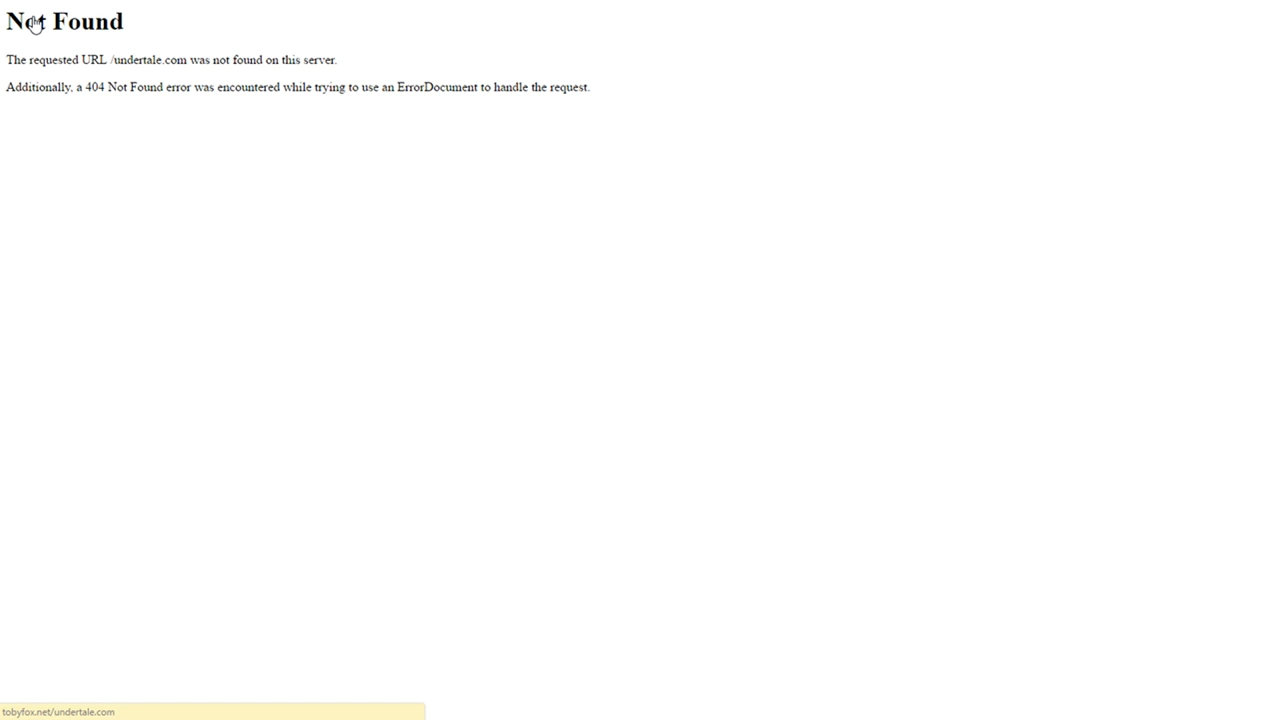 Not Found
The requested URL /undertale.com was not found on this server.
Additionally, a 404 Not Found error was encountered while trying to use an ErrorDocument to handle the request.
tobyfox.net/undertale.com